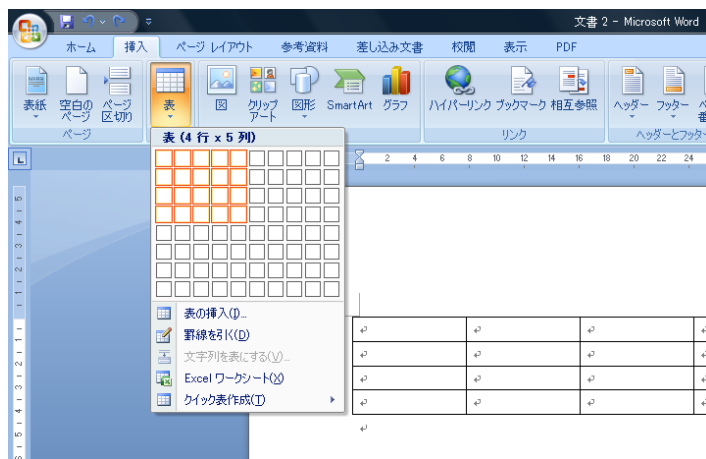 文書 2 - Microsoft Word
ホーム 挿入 ページ レイアウト 参考資料 差し込み文書 校閲 表示 PDF
表紙 空白の ページ ページ 区切り 表 図 クリップ アート 図形 SmartArt グラフ ハイパーリンク ブックマーク 相互参照 ヘッダー フッター
ページ リンク ヘッダーとフッタ
表 (4 行 x 5 列)
L 2 4 6 8 10 12 14 16 18 20 22 24
表の挿入(I)...
罫線を引く(D)
文字列を表にする(V)...
Excel ワークシート(X)
クイック表作成(T)